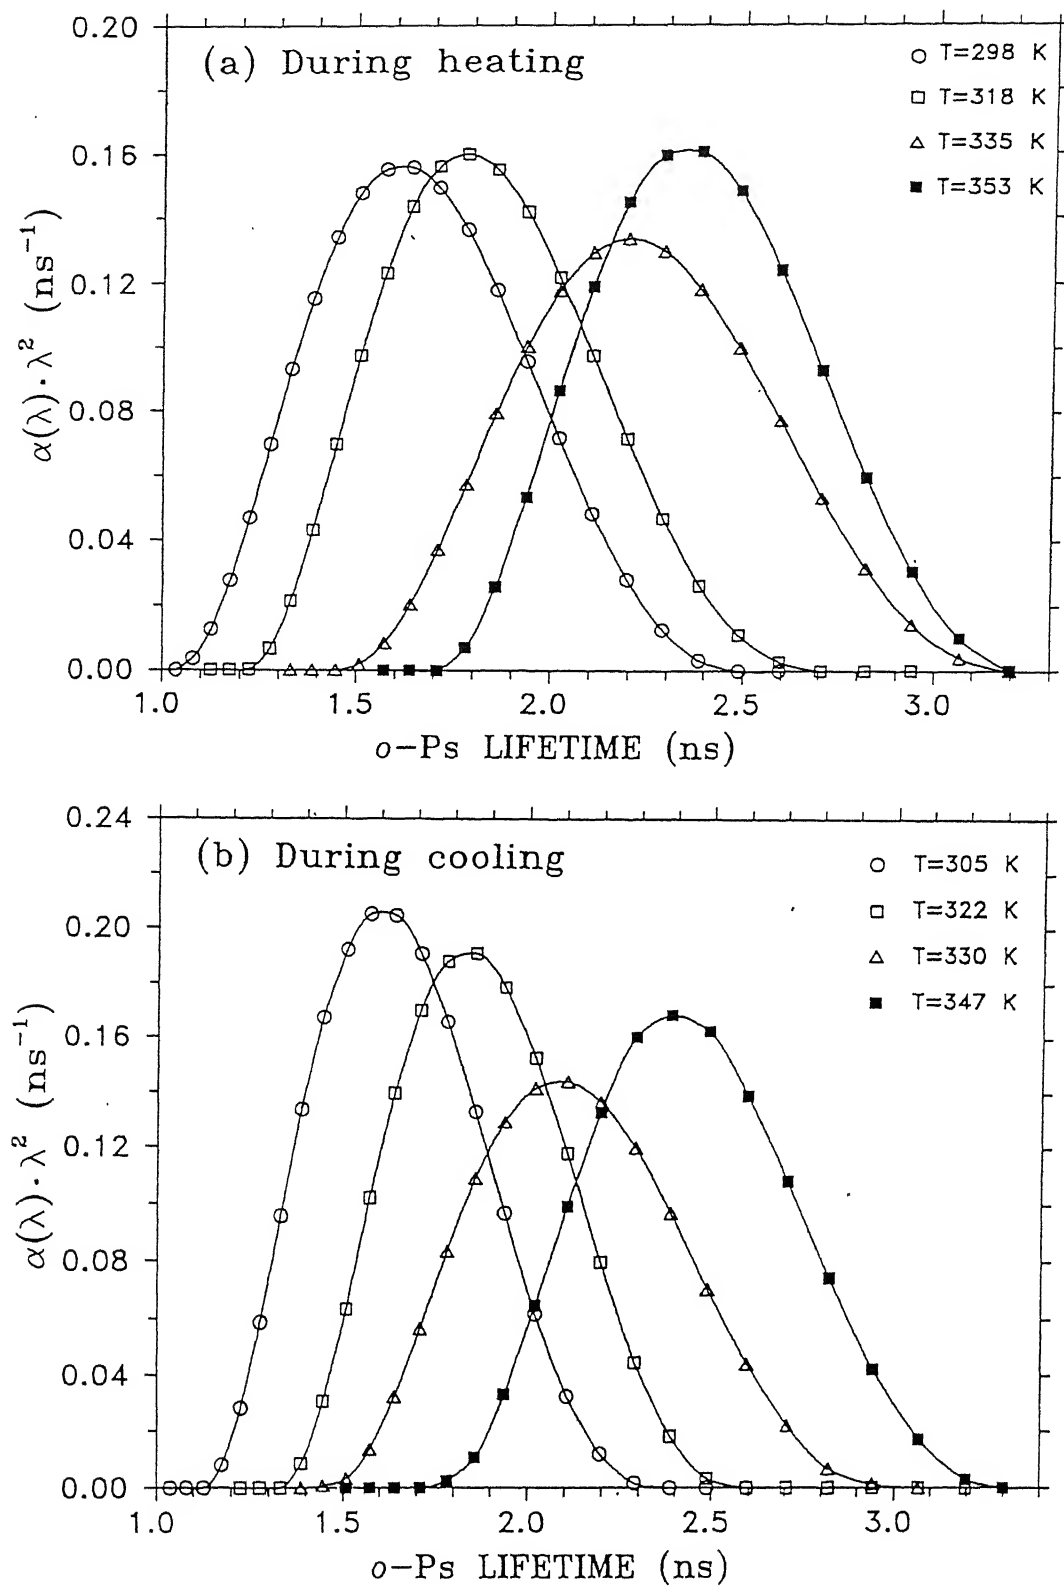 (a) During heating
T=298 K
T=318 K
T=335 K
T=353 K
0.20
0.16
0.12
0.08
0.04
0.00
α(λ)·λ² (ns⁻¹)
1.0 1.5 2.0 2.5 3.0
o-Ps LIFETIME (ns)
(b) During cooling
T=305 K
T=322 K
T=330 K
T=347 K
0.24
0.20
0.16
0.12
0.08
0.04
0.00
α(λ)·λ² (ns⁻¹)
1.0 1.5 2.0 2.5 3.0
o-Ps LIFETIME (ns)